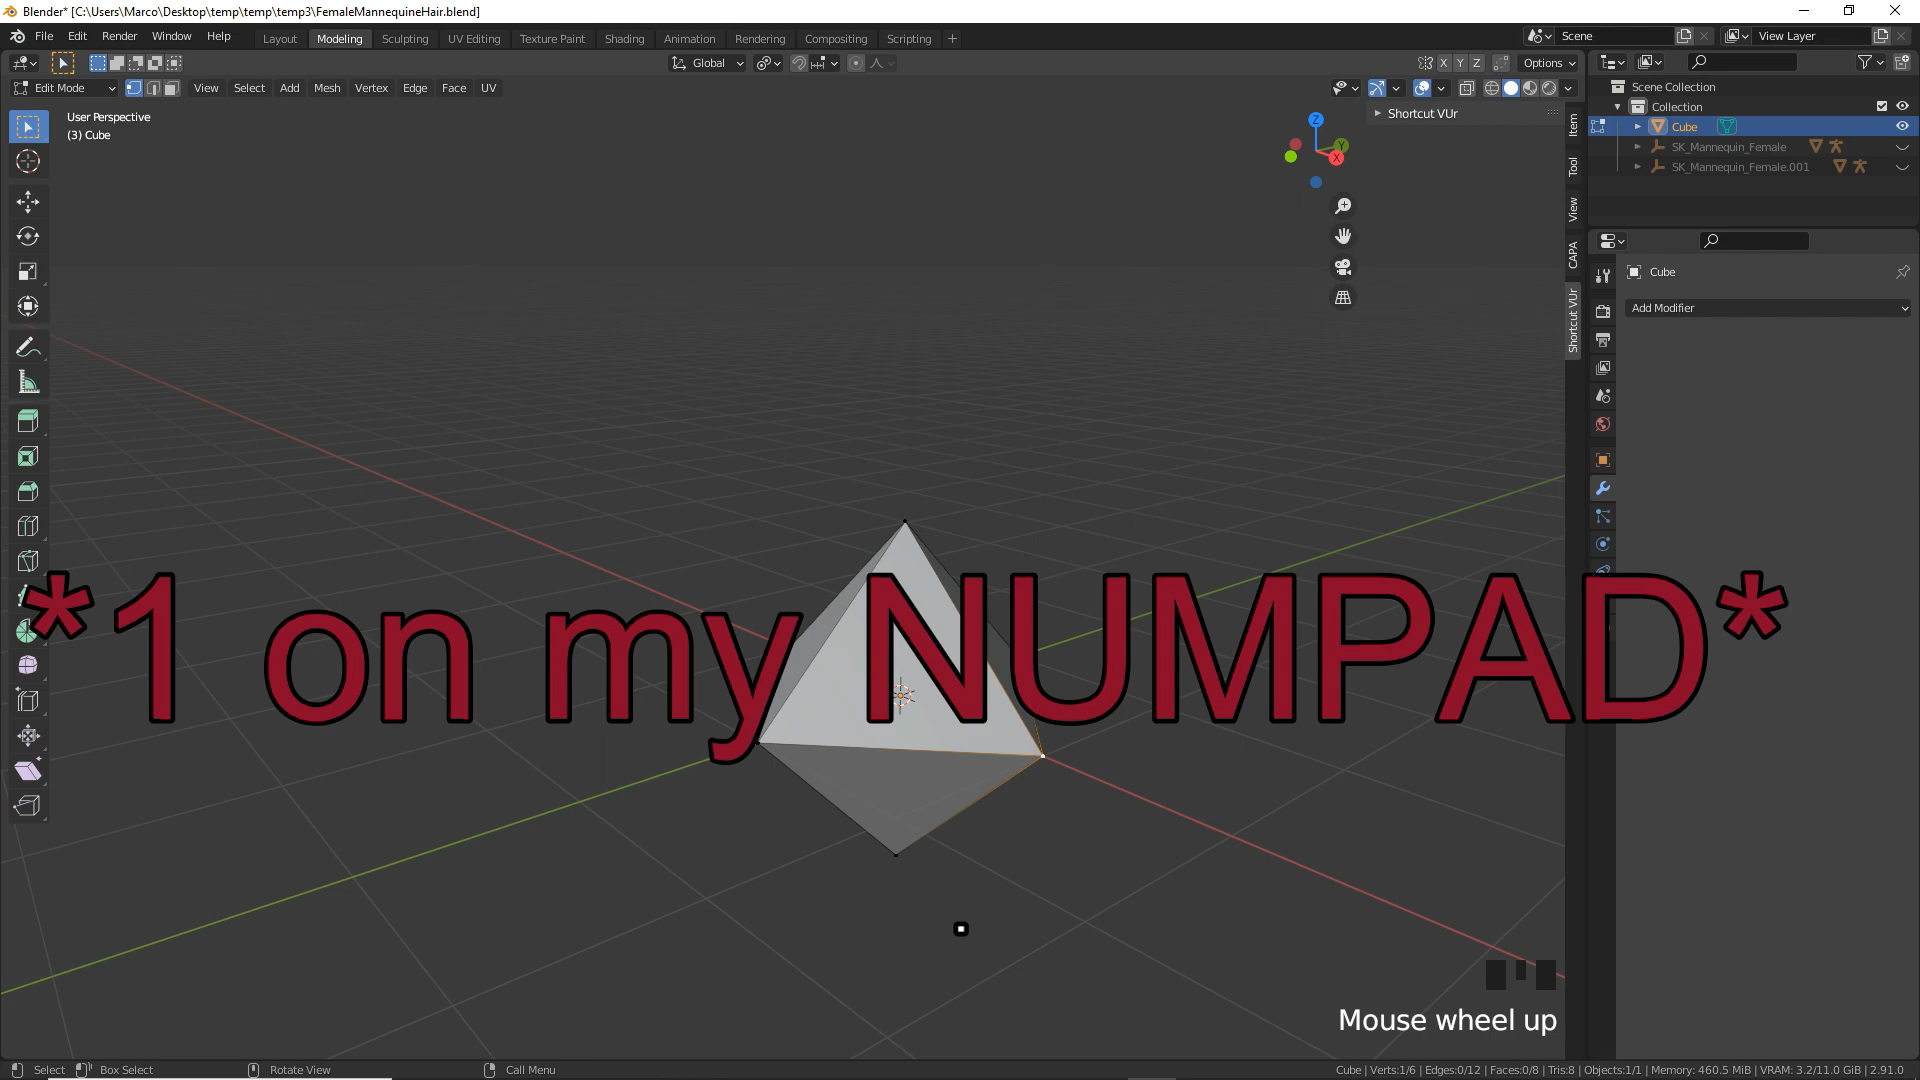 Blender* [C:\Users\Marco\Desktop\temp\temp\temp3\FemaleMannequineHair.blend]
File Edit Render Window Help Layout Modeling Sculpting UV Editing Texture Paint Shading Animation Rendering Compositing Scripting + Scene View Layer
Global X Y Z Options
Edit Mode View Select Add Mesh Vertex Edge Face UV
User Perspective
(3) Cube
Z
Y
X
Shortcut VUr
Item
Tool
View
CAPA
Shortcut VUr
Scene Collection
Collection
Cube
SK_Mannequin_Female
SK_Mannequin_Female.001
Cube
Add Modifier
*1 on my NUMPAD*
Mouse wheel up
Select Box Select Rotate View Call Menu
Cube | Verts:1/6 | Edges:0/12 | Faces:0/8 | Tris:8 | Objects:1/1 | Memory: 460.5 MiB | VRAM: 3.2/11.0 GiB | 2.91.0